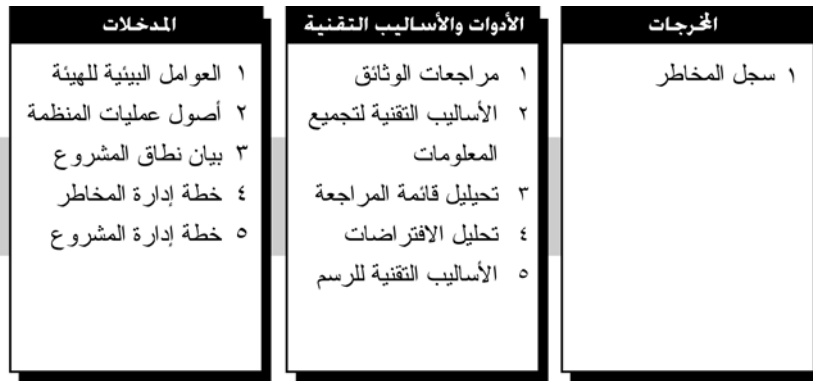 المدخلات
١ العوامل البيئية للهيئة
٢ أصول عمليات المنظمة
٣ بيان نطاق المشروع
٤ خطة إدارة المخاطر
٥ خطة إدارة المشروع
الأدوات والأساليب التقنية
١ مراجعات الوثائق
٢ الأساليب التقنية لتجميع
المعلومات
٣ تحيليل قائمة المراجعة
٤ تحليل الافتراضات
٥ الأساليب التقنية للرسم
المخرجات
١ سجل المخاطر